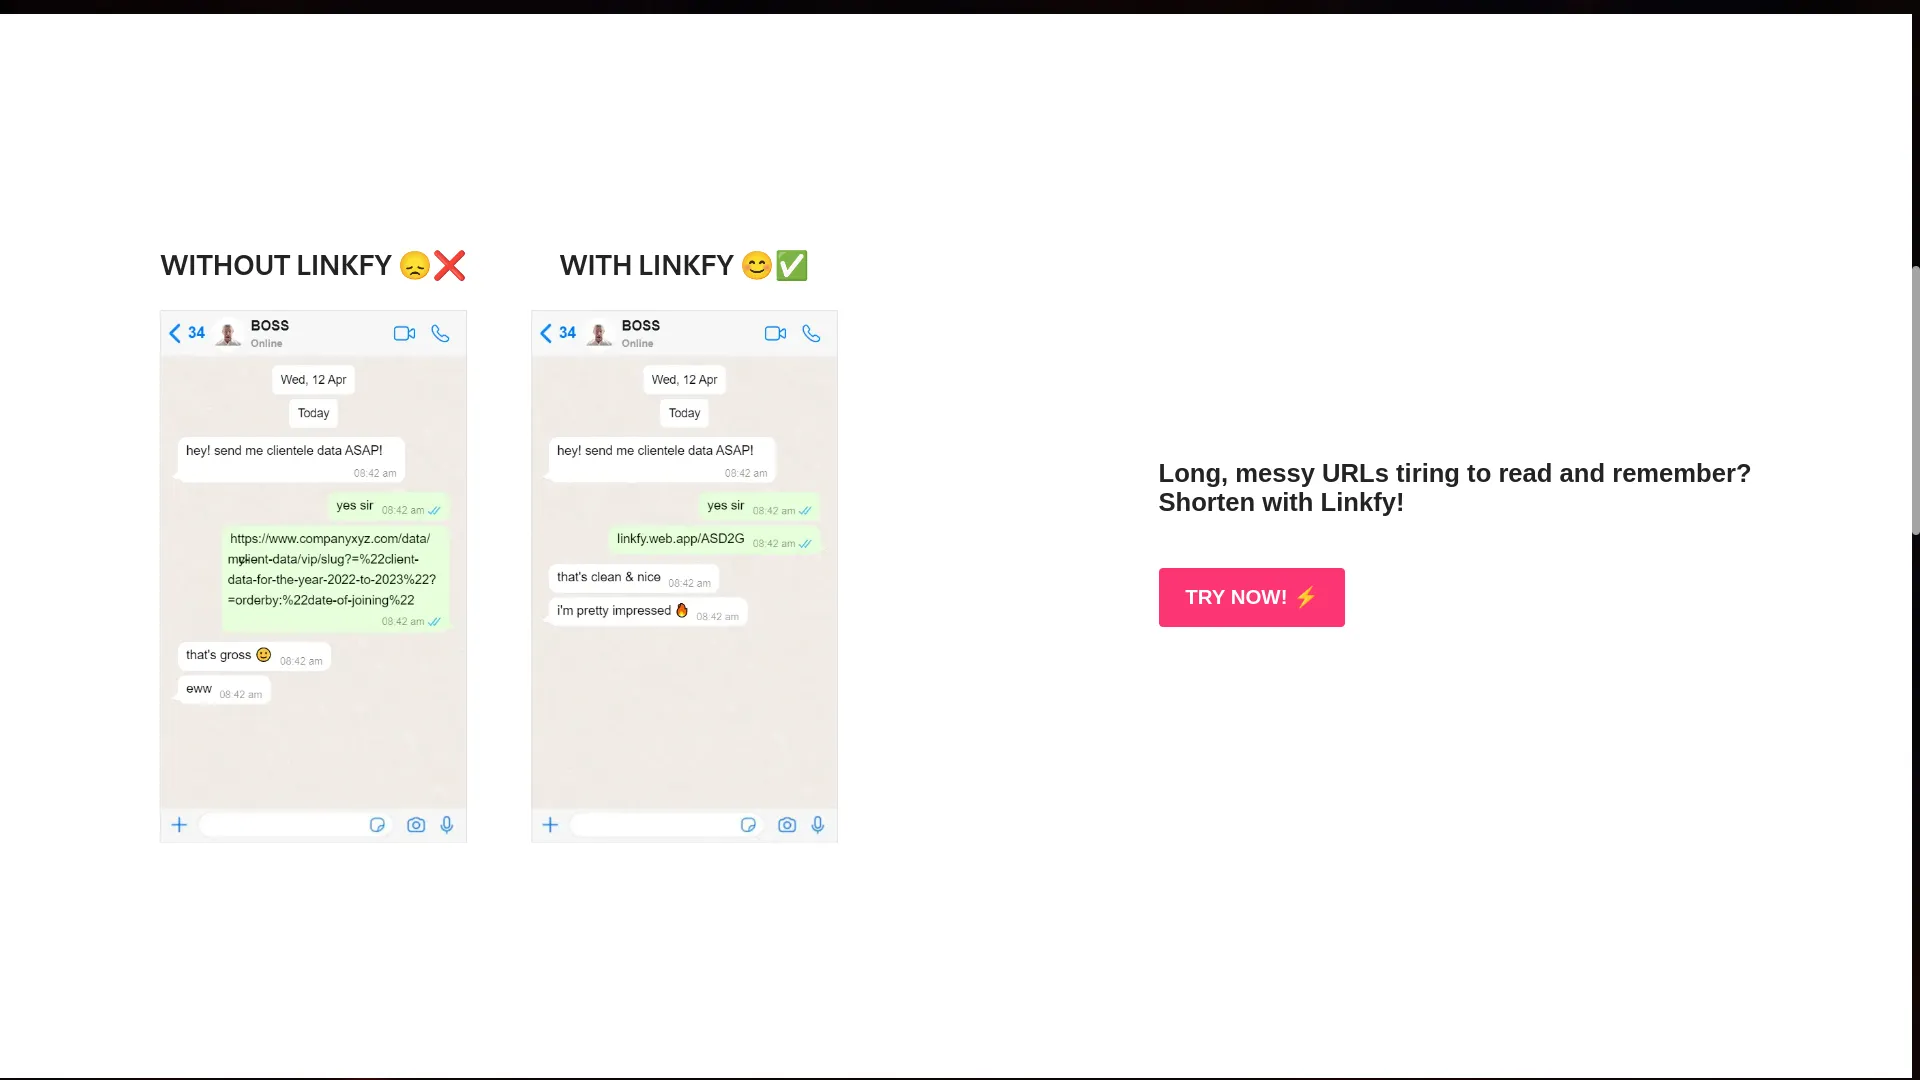 WITHOUT LINKFY 😞❌
BOSS
34
Online
Wed, 12 Apr
Today
hey! send me clientele data ASAP!
08:42 am
yes sir 08:42 am
https://www.companyxyz.com/data/
client-data/vip/slug?=%22client-
data-for-the-year-2022-to-2023%22?
=orderby:%22date-of-joining%22
08:42 am
that's gross 08:42 am
eww 08:42 am
WITH LINKFY 😊✅
BOSS
34
Online
Wed, 12 Apr
Today
hey! send me clientele data ASAP!
08:42 am
yes sir 08:42 am
linkfy.web.app/ASD2G 08:42 am
that's clean & nice 08:42 am
i'm pretty impressed 🔥 08:42 am
Long, messy URLs tiring to read and remember?
Shorten with Linkfy!
TRY NOW! ⚡